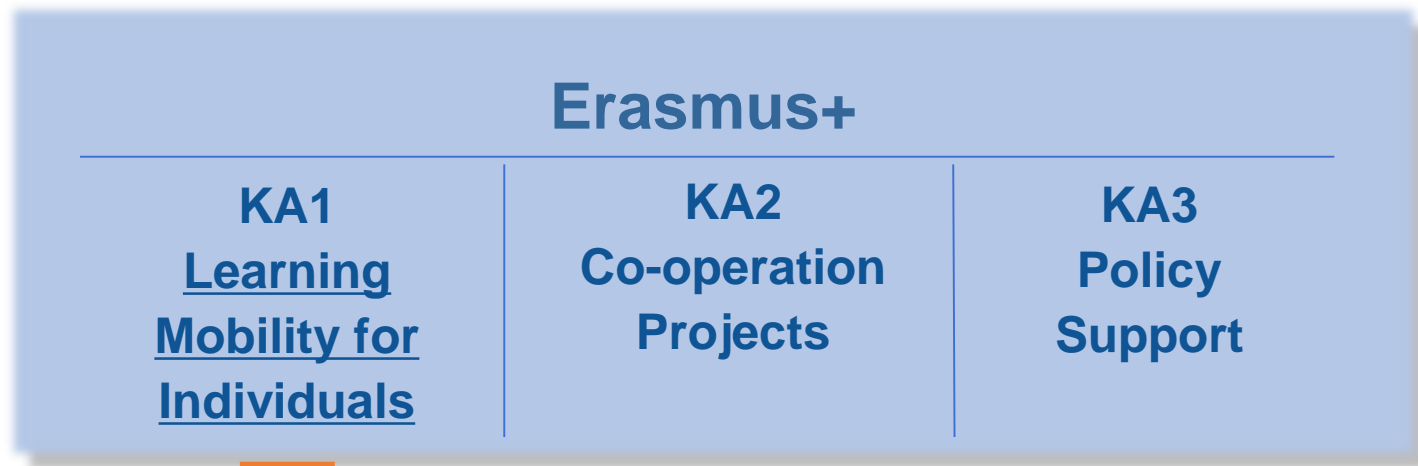 Erasmus+
KA1
Learning
Mobility for
Individuals
KA2
Co-operation
Projects
KA3
Policy
Support